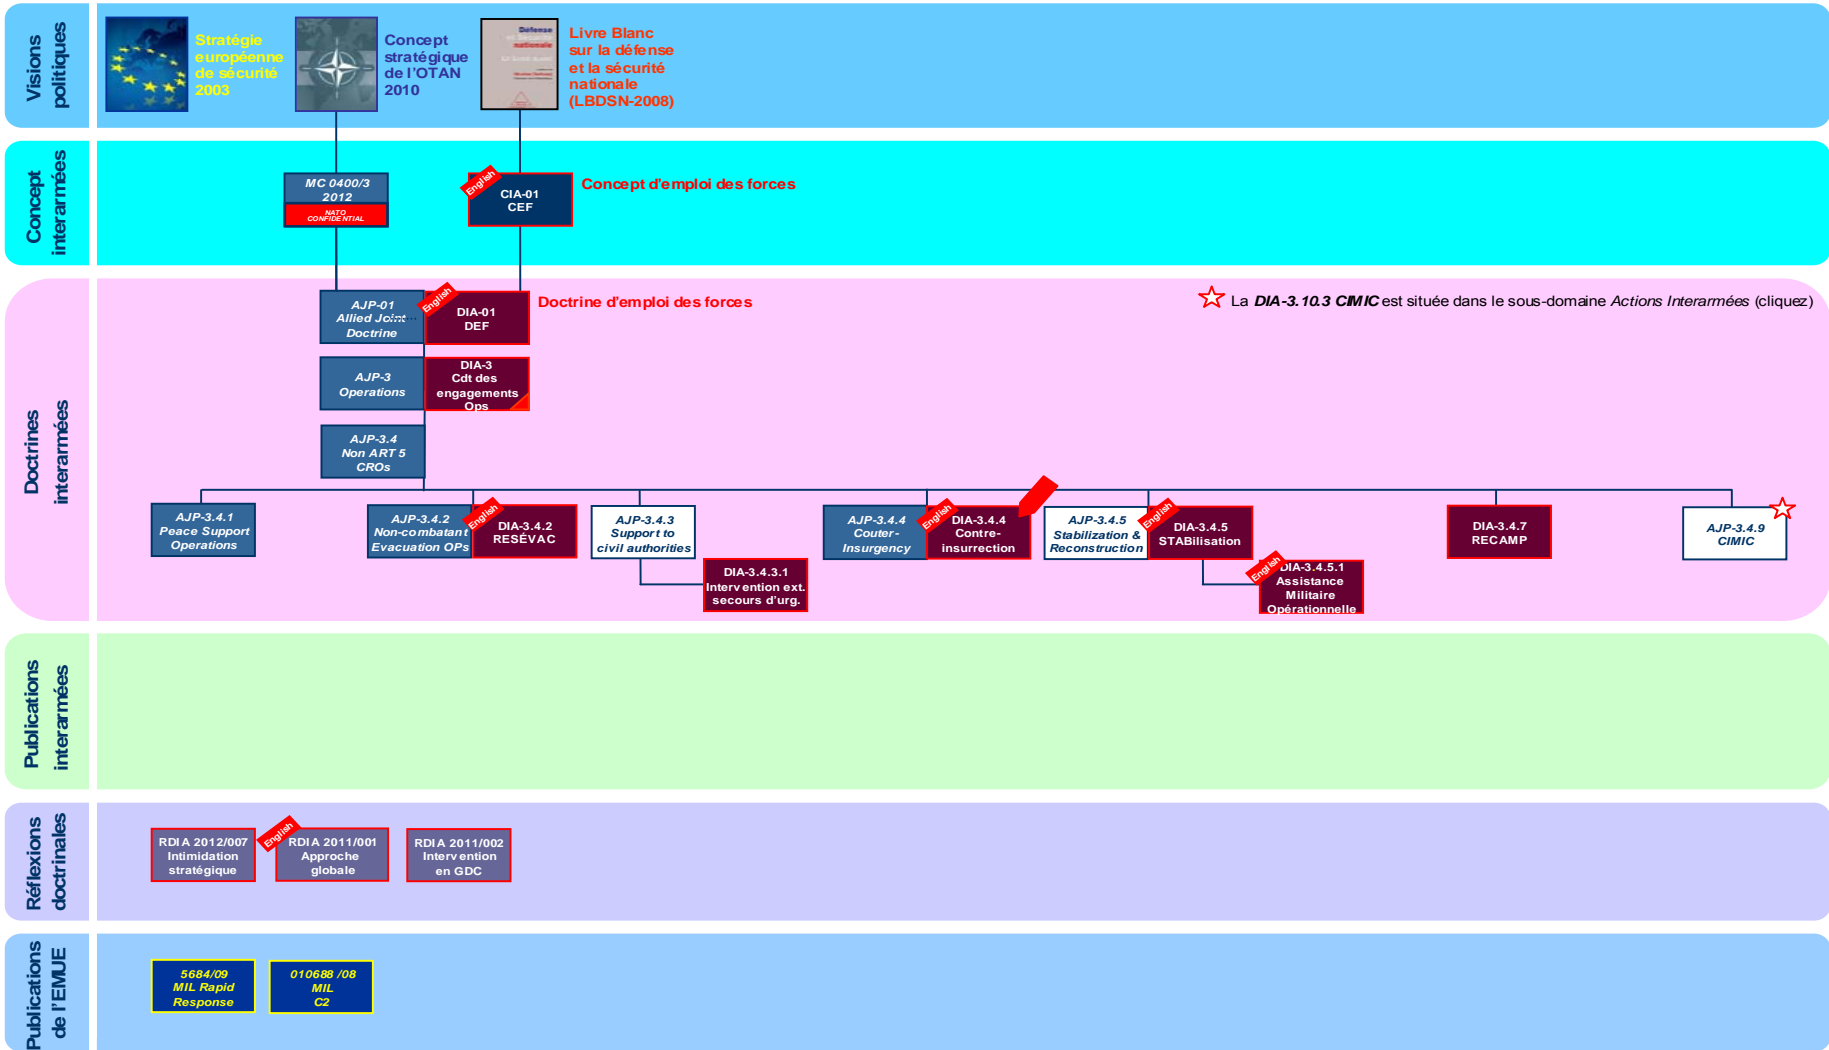 Visions
politiques
Stratégie
européenne
de sécurité
2003
Concept
stratégique
de l'OTAN
2010
Défense
nationale
Livre Blanc
sur la défense
et la sécurité
nationale
(LBDSN-2008)
Concept
interarmées
MC 0400/3
2012
NATO
CONFIDENTIAL
English
CIA-01
CEF
Concept d'emploi des forces
Doctrines
interarmées
AJP-01
Allied Joint
Doctrine
English
DIA-01
DEF
Doctrine d'emploi des forces
La DIA-3.10.3 CIMIC est située dans le sous-domaine Actions Interarmées (cliquez)
AJP-3
Operations
DIA-3
Cdt des
engagements
Ops
AJP-3.4
Non ART 5
CROs
AJP-3.4.1
Peace Support
Operations
AJP-3.4.2
Non-combatant
Evacuation OPs
English
DIA-3.4.2
RESÉVAC
AJP-3.4.3
Support to
civil authorities
DIA-3.4.3.1
Intervention ext.
secours d'urg.
AJP-3.4.4
Couter-
Insurgency
English
DIA-3.4.4
Contre-
insurrection
AJP-3.4.5
Stabilization &
Reconstruction
English
DIA-3.4.5
STABilisation
English
DIA-3.4.5.1
Assistance
Militaire
Opérationnelle
DIA-3.4.7
RECAMP
AJP-3.4.9
CIMIC
Publications
interarmées
Réflexions
doctrinales
RDIA 2012/007
Intimidation
stratégique
English
RDIA 2011/001
Approche
globale
RDIA 2011/002
Intervention
en GDC
Publications
de l'EMUE
5684/09
MIL Rapid
Response
010688 /08
MIL
C2